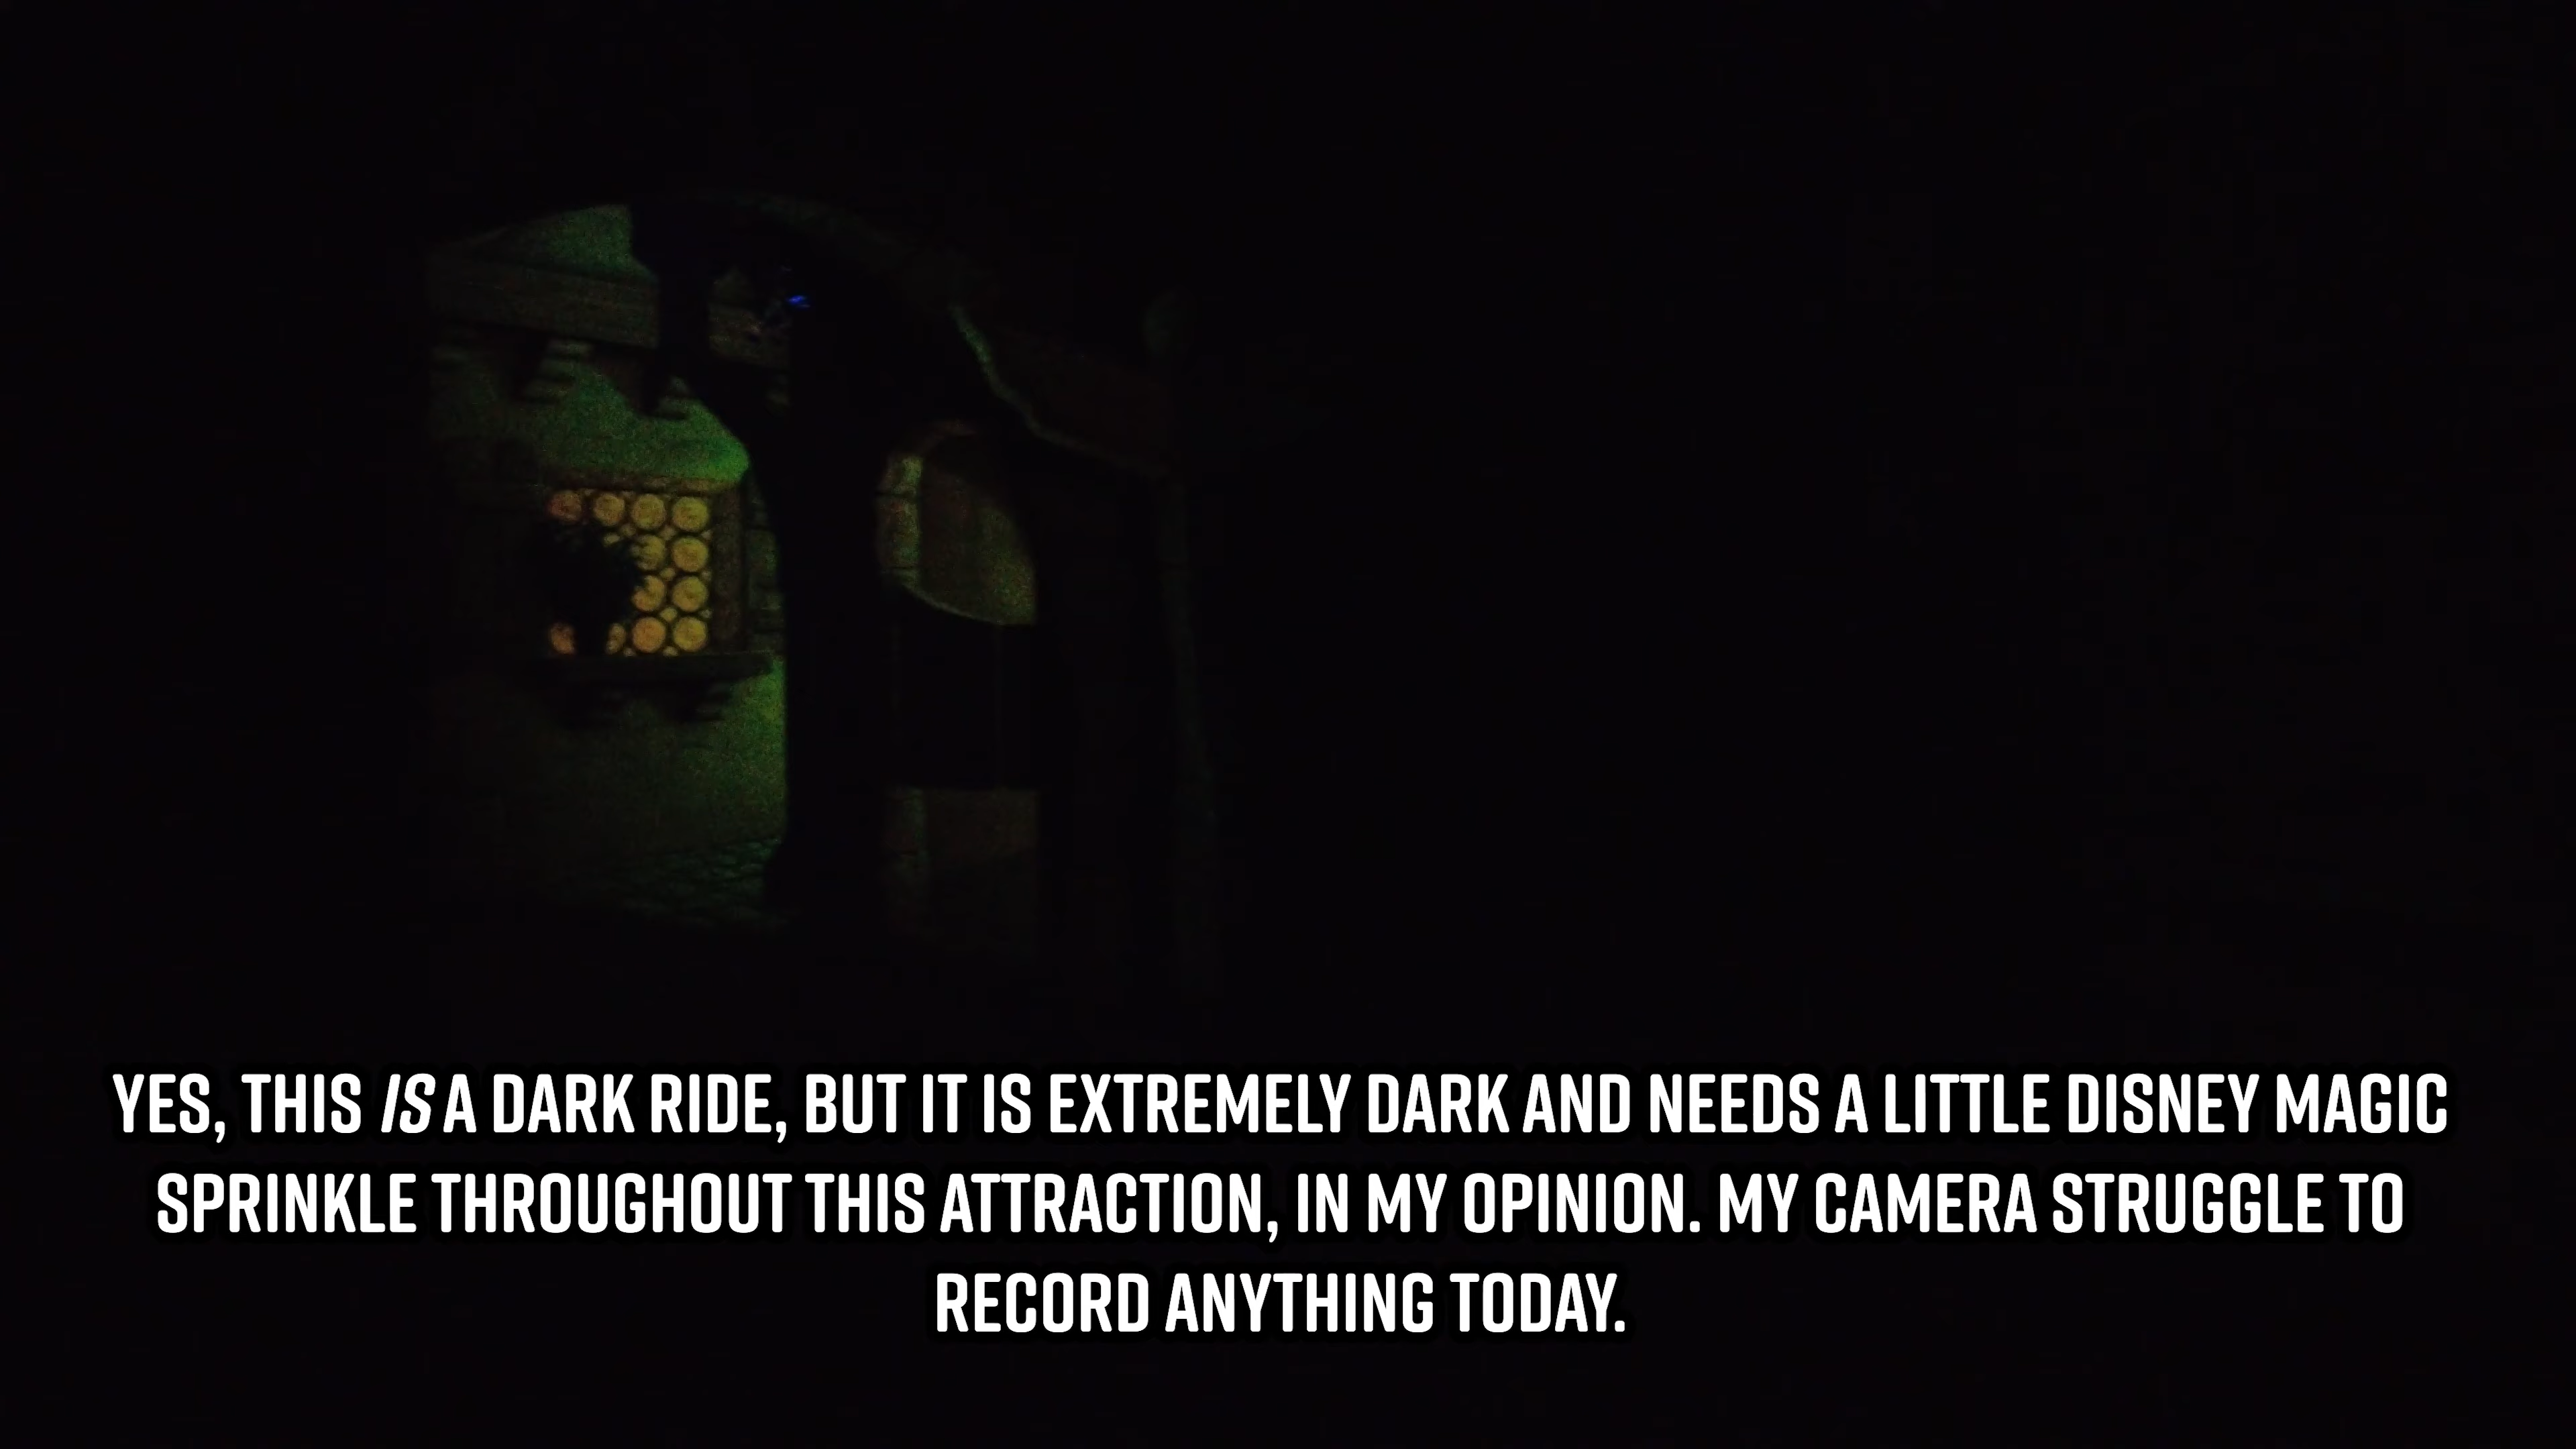 YES, THIS IS A DARK RIDE, BUT IT IS EXTREMELY DARK AND NEEDS A LITTLE DISNEY MAGIC
SPRINKLE THROUGHOUT THIS ATTRACTION, IN MY OPINION. MY CAMERA STRUGGLE TO
RECORD ANYTHING TODAY.